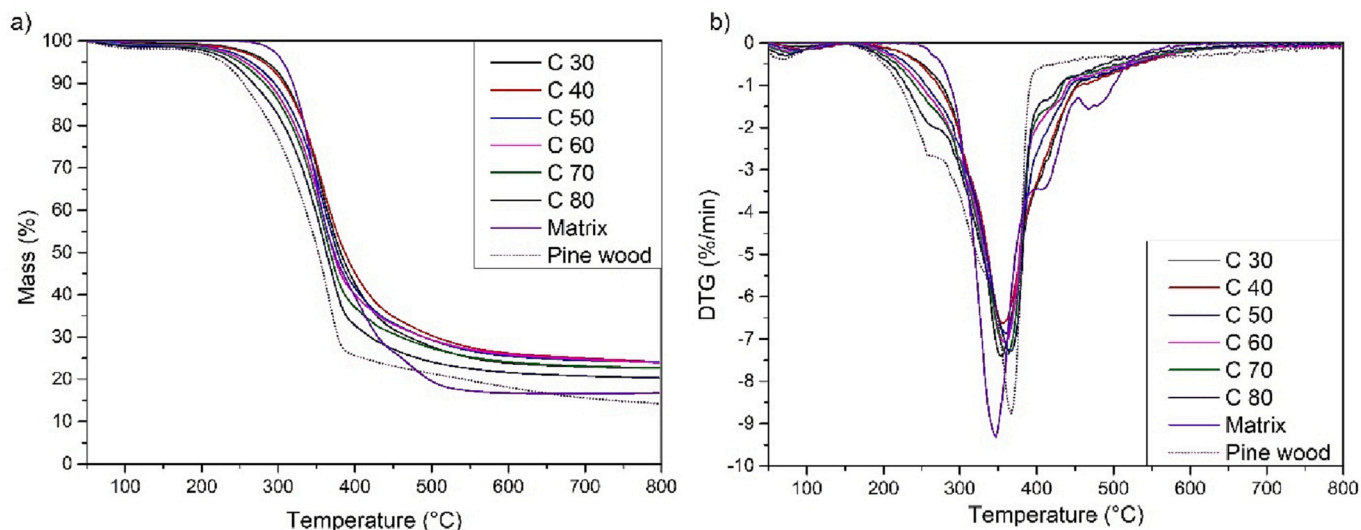 a)
100
90
80
70
60
50
40
30
20
10
0
Mass (%)
100 200 300 400 500 600 700 800
Temperature (°C)
C 30
C 40
C 50
C 60
C 70
C 80
Matrix
Pine wood
b)
0
-1
-2
-3
-4
-5
-6
-7
-8
-9
-10
DTG (%/min)
100 200 300 400 500 600 700 800
Temperature (°C)
C 30
C 40
C 50
C 60
C 70
C 80
Matrix
Pine wood